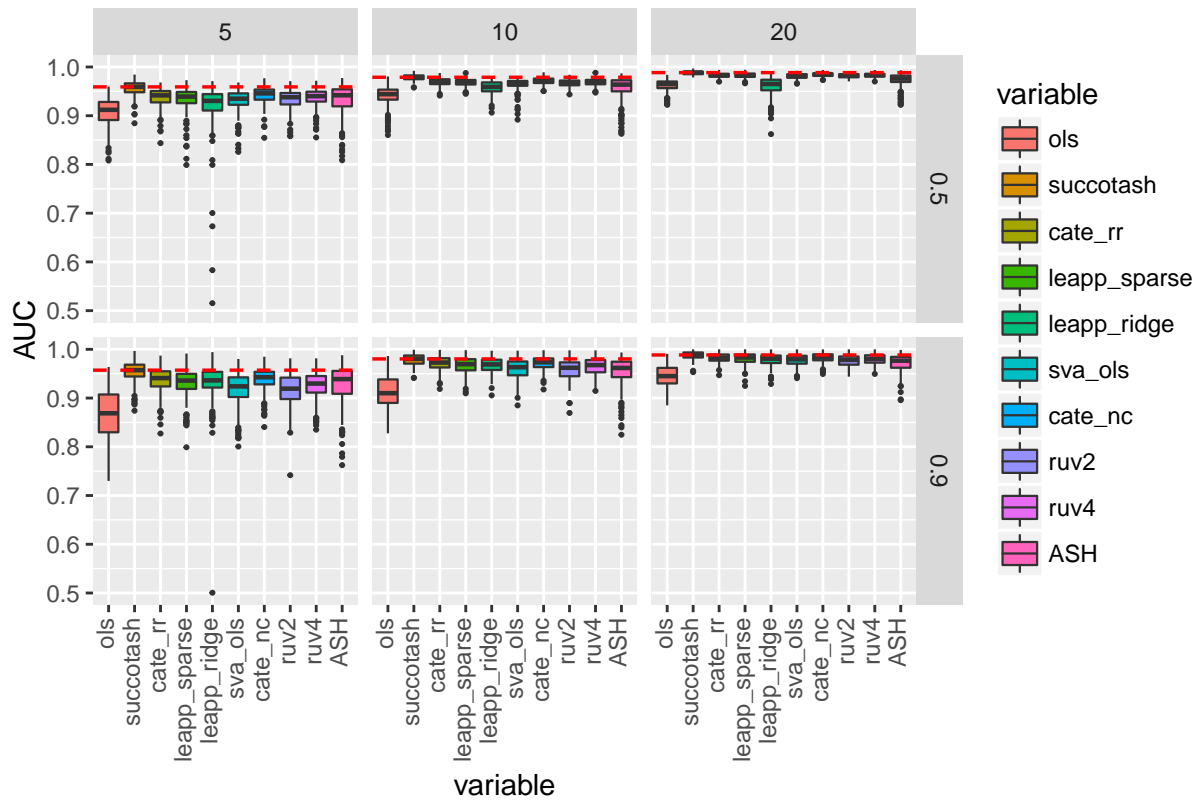 5
10
20
1.0
0.9
0.8
0.7
0.6
0.5
0.5
1.0
0.9
0.8
0.7
0.6
0.5
0.9
AUC
ols
succotash
cate_rr
leapp_sparse
leapp_ridge
sva_ols
cate_nc
ruv2
ruv4
ASH
ols
succotash
cate_rr
leapp_sparse
leapp_ridge
sva_ols
cate_nc
ruv2
ruv4
ASH
ols
succotash
cate_rr
leapp_sparse
leapp_ridge
sva_ols
cate_nc
ruv2
ruv4
ASH
variable
variable
ols
succotash
cate_rr
leapp_sparse
leapp_ridge
sva_ols
cate_nc
ruv2
ruv4
ASH